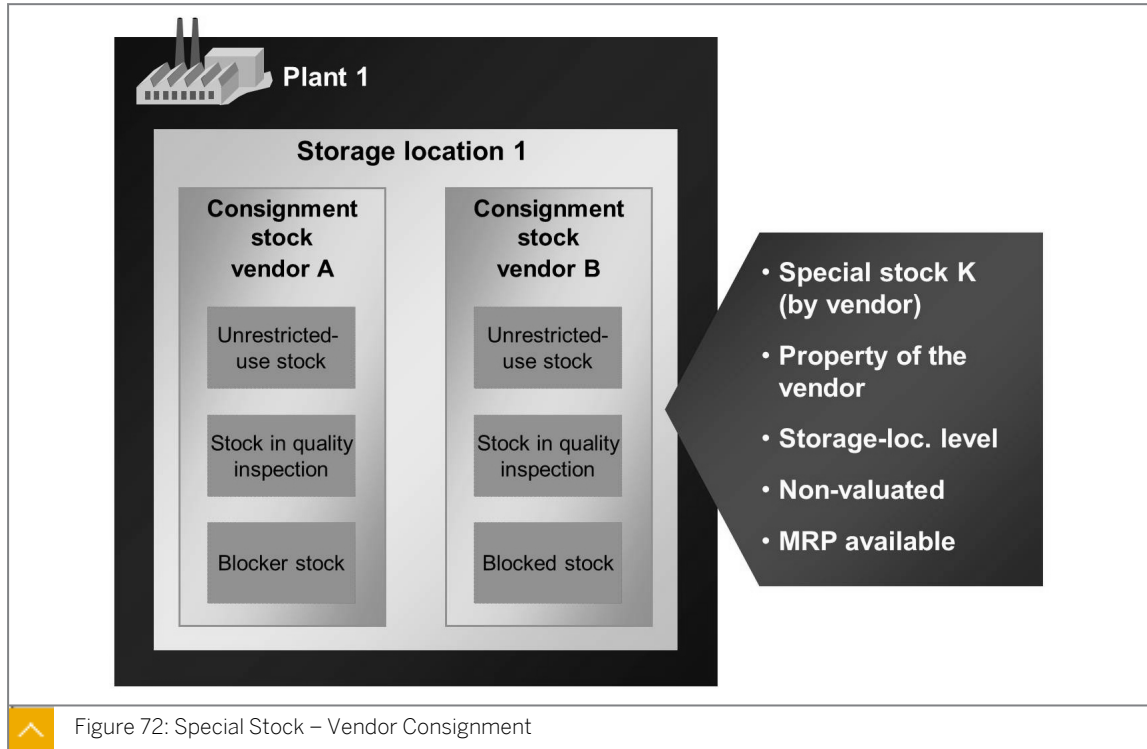 Plant 1
Storage location 1
Consignment
stock
vendor A
Unrestricted-
use stock
Stock in quality
inspection
Blocker stock
Consignment
stock
vendor B
Unrestricted-
use stock
Stock in quality
inspection
Blocked stock
• Special stock K
(by vendor)
• Property of the
vendor
• Storage-loc. level
• Non-valuated
• MRP available
Figure 72: Special Stock – Vendor Consignment